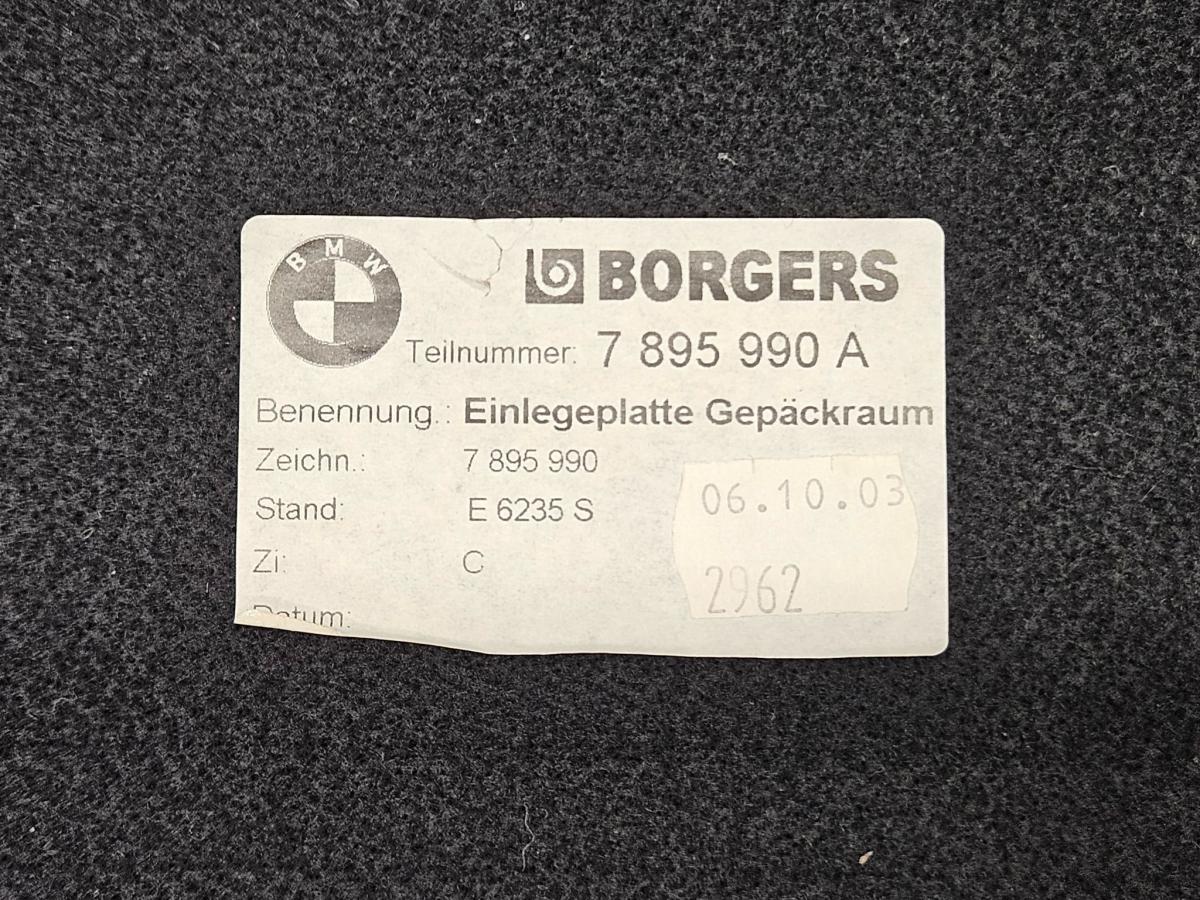 BMW
BORGERS
Teilnummer: 7 895 990 A
Benennung.: Einlegeplatte Gepäckraum
Zeichn.: 7 895 990
Stand: E 6235 S
06.10.03
Zi: C
2962
Datum: